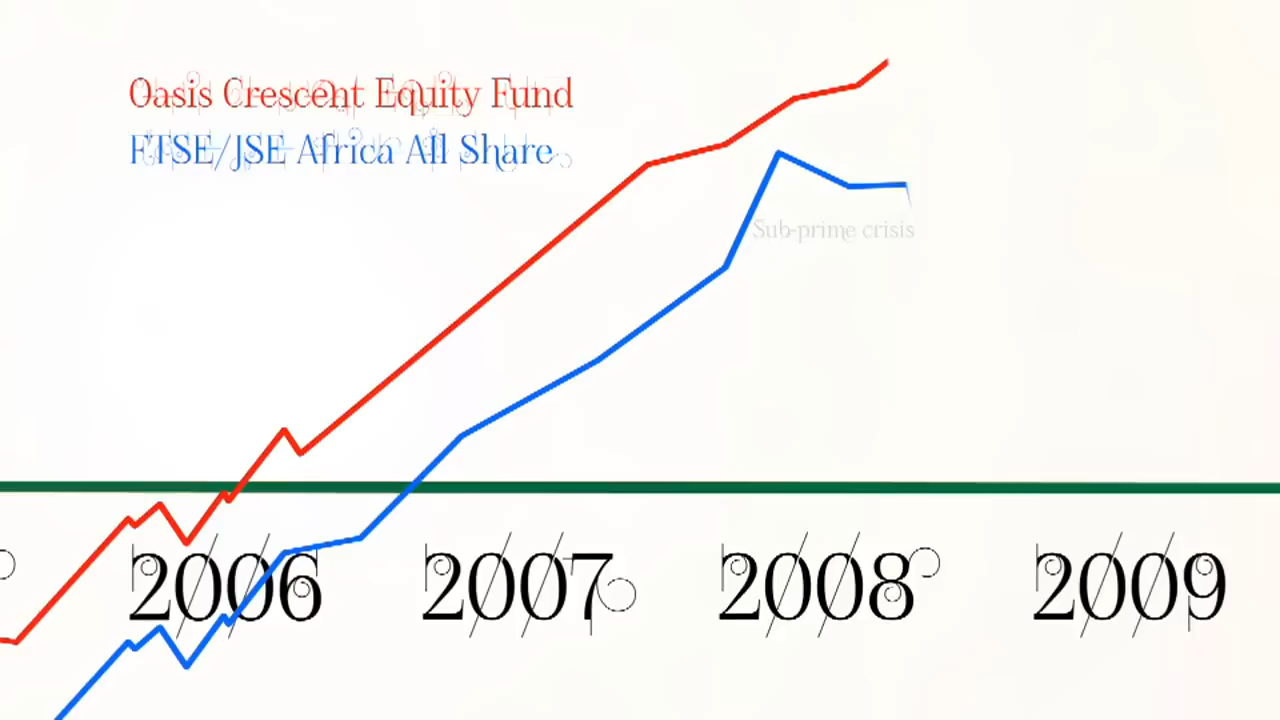 Oasis Crescent Equity Fund
FTSE/JSE Africa All Share
Sub-prime crisis
2006 2007 2008 2009